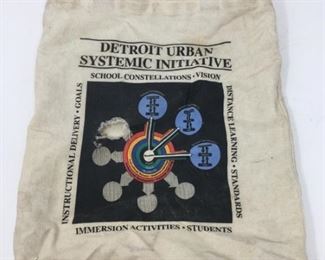 DETROIT URBAN
SYSTEMIC INITIATIVE
SCHOOL CONSTELLATIONS • VISION
INSTRUCTIONAL DELIVERY • GOALS
DISTANCE LEARNING • STANDARDS
IMMERSION ACTIVITIES • STUDENTS